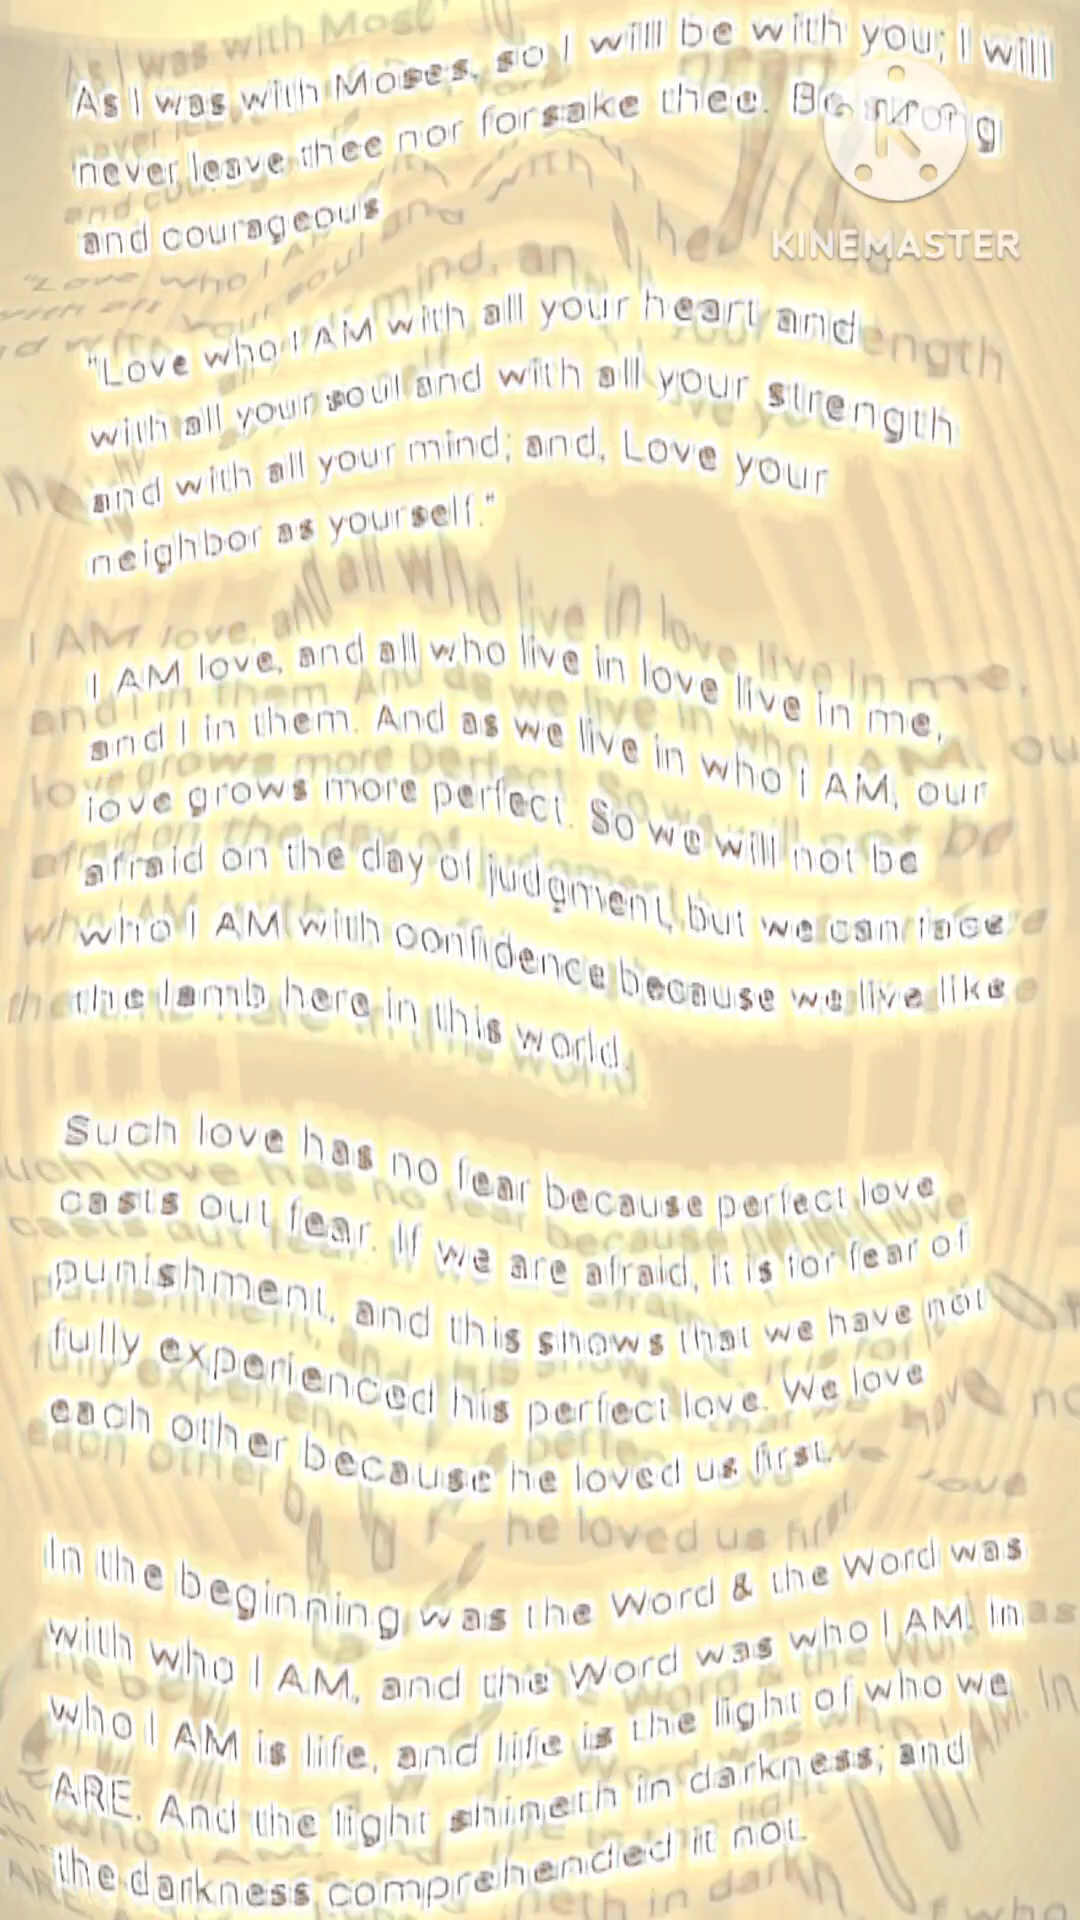 As I was with Moses, so I will be with you; I will
never leave thee nor forsake thee. Be strong
and courageous
KINEMASTER
"Love who I AM with all your heart and
with all your soul and with all your strength
and with all your mind; and, Love your
neighbor as yourself."
I AM love, and all who live in love live in me,
and I in them. And as we live in who I AM, our
love grows more perfect. So we will not be
afraid on the day of judgment, but we can face
who I AM with confidence because we live like
the lamb here in this world.
Such love has no fear because perfect love
casts out fear. If we are afraid, it is for fear of
punishment, and this shows that we have not
fully experienced his perfect love. We love
each other because he loved us first.
In the beginning was the Word & the Word was
with who I AM, and the Word was who I AM. In
who I AM is life, and life is the light of who we
ARE. And the light shineth in darkness; and
the darkness comprehended it not.